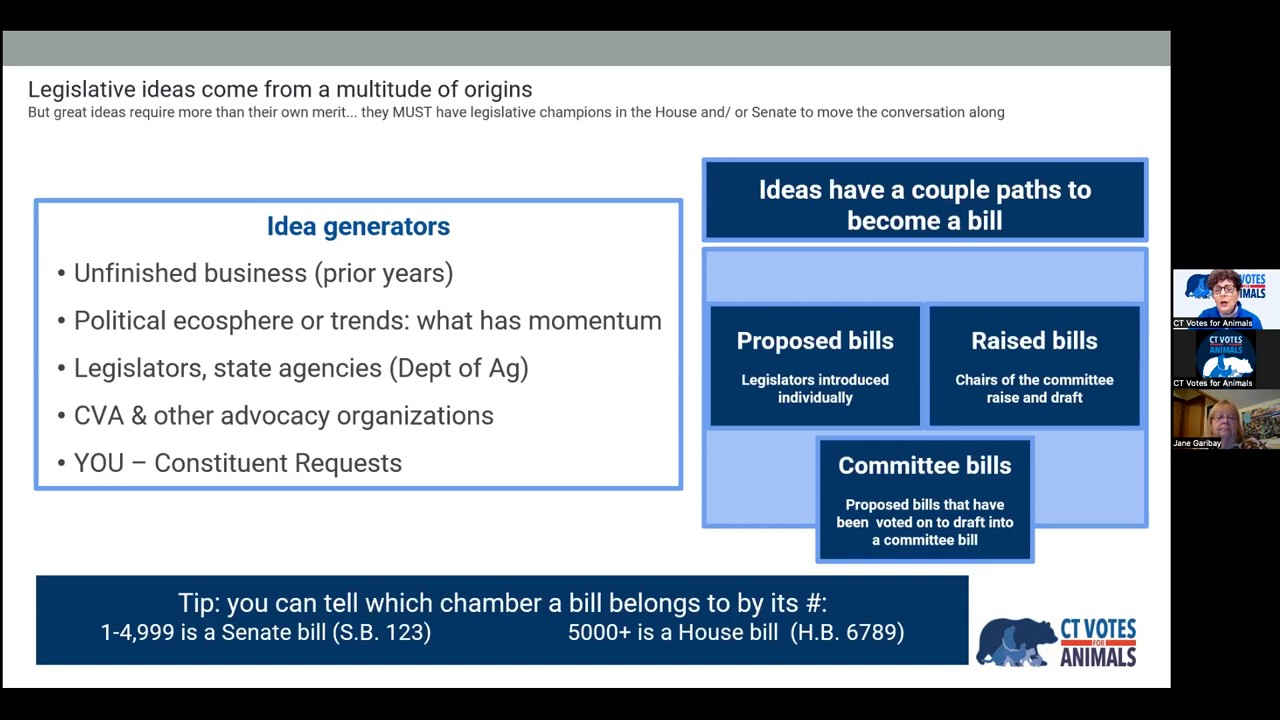 Legislative ideas come from a multitude of origins
But great ideas require more than their own merit... they MUST have legislative champions in the House and/ or Senate to move the conversation along
Idea generators
• Unfinished business (prior years)
• Political ecosphere or trends: what has momentum
• Legislators, state agencies (Dept of Ag)
• CVA & other advocacy organizations
• YOU – Constituent Requests
Ideas have a couple paths to
become a bill
Proposed bills
Legislators introduced
individually
Raised bills
Chairs of the committee
raise and draft
Committee bills
Proposed bills that have
been voted on to draft into
a committee bill
Tip: you can tell which chamber a bill belongs to by its #:
1-4,999 is a Senate bill (S.B. 123)
5000+ is a House bill (H.B. 6789)
CT VOTES
FOR
ANIMALS
VOTES
IMALS
CT Votes for Animals
CT VOTES
ANIMALS
CT Votes for Animals
Jane Garibay